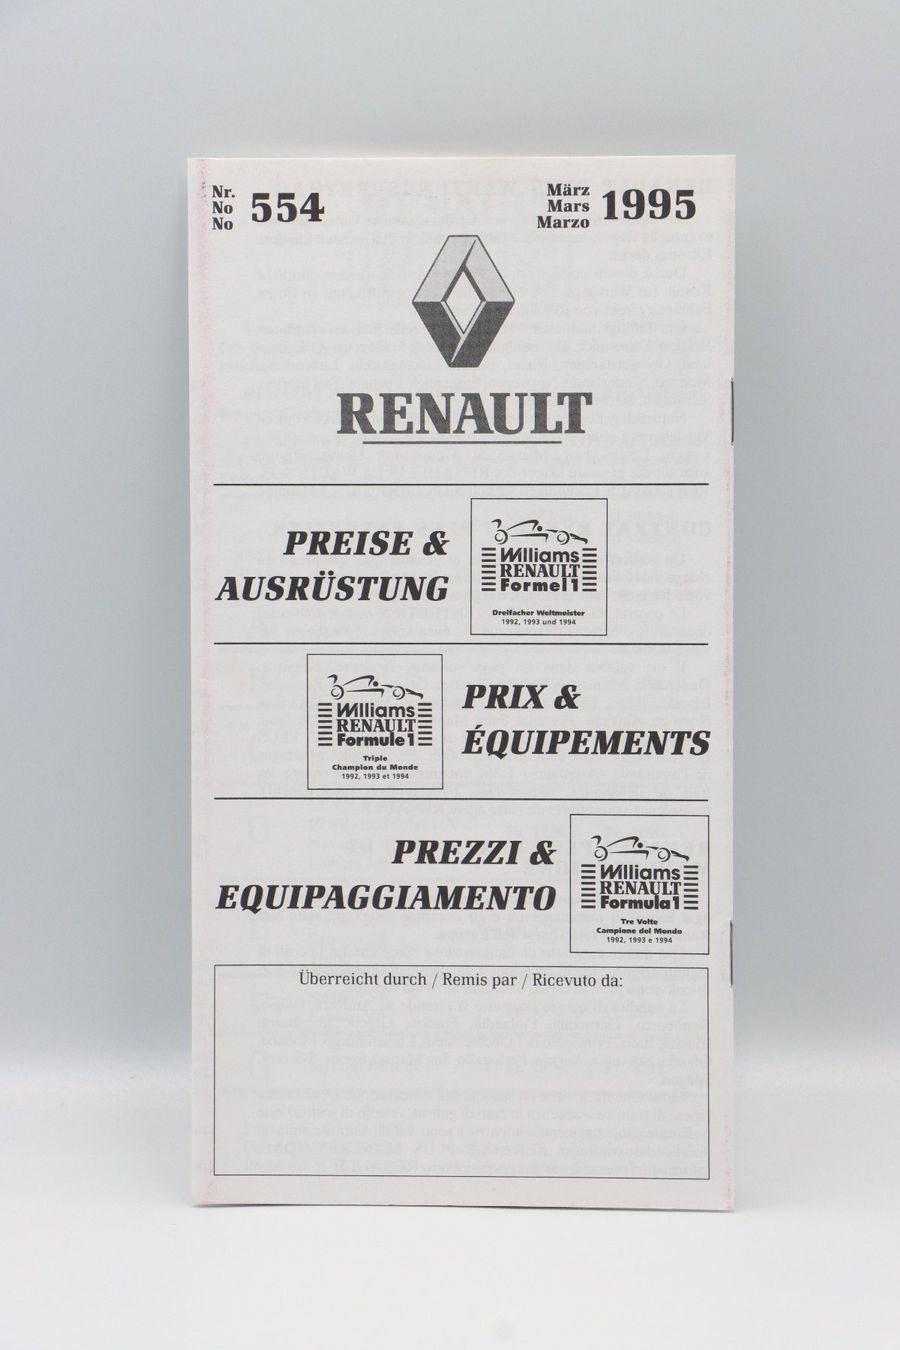 Nr.
No
No
554
März
Mars
Marzo
1995
RENAULT
PREISE &
AUSRÜSTUNG
Williams
RENAULT
Formel 1
Dreifacher Weltmeister
1992, 1993 und 1994
Williams
RENAULT
Formule 1
Triple
Champion du Monde
1992, 1993 et 1994
PRIX &
ÉQUIPEMENTS
PREZZI &
EQUIPAGGIAMENTO
Williams
RENAULT
Formula 1
Tre Volte
Campione del Mondo
1992, 1993 e 1994
Überreicht durch / Remis par / Ricevuto da: